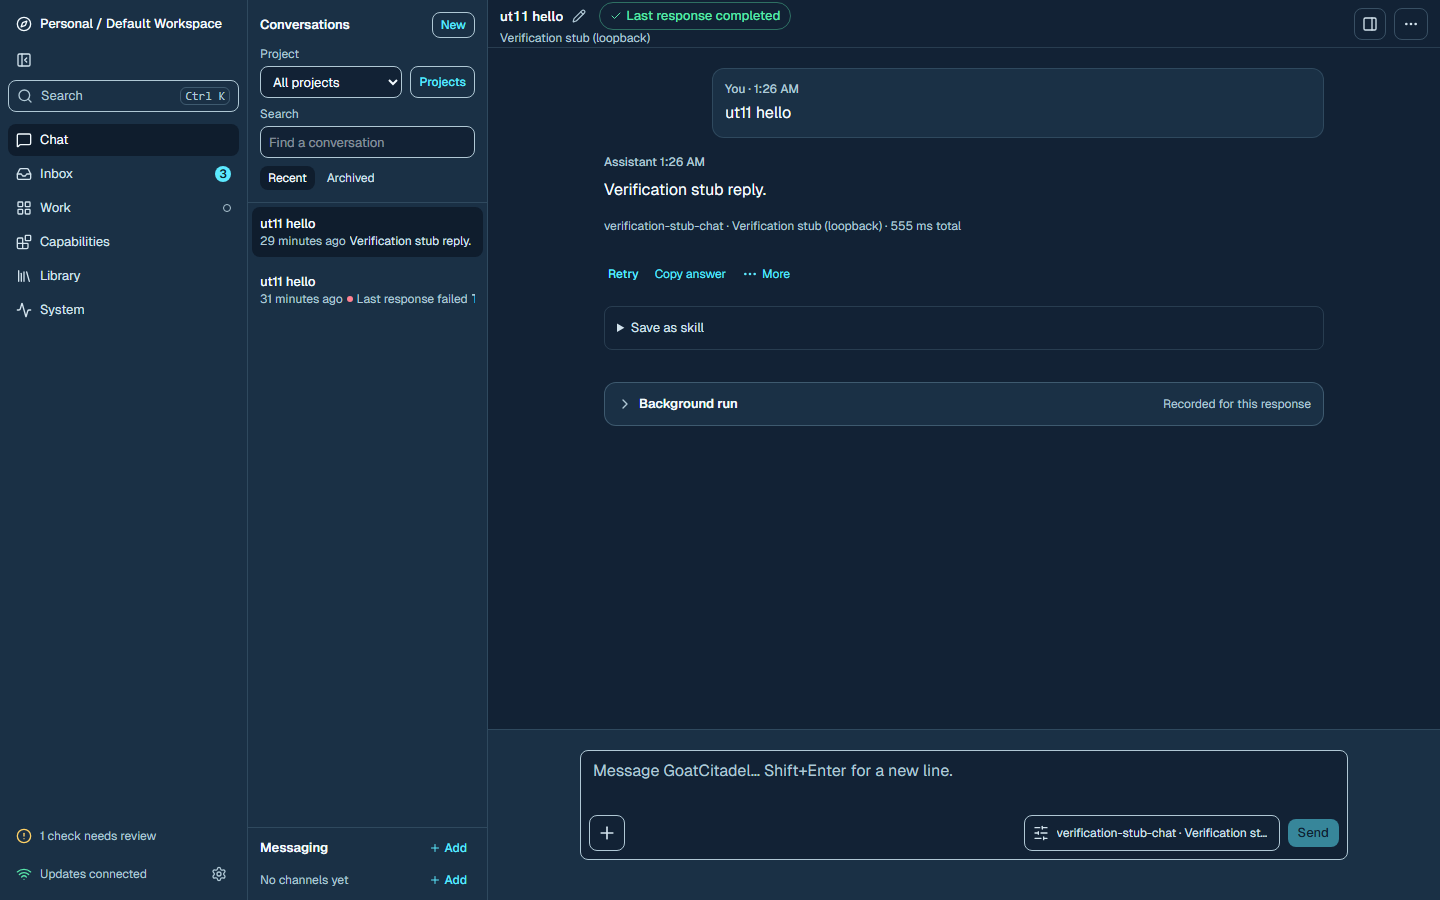 Personal / Default Workspace
Search
Ctrl K
Chat
Inbox
3
Work
Capabilities
Library
System
1 check needs review
Updates connected
Conversations
New
Project
All projects
Projects
Search
Find a conversation
Recent
Archived
ut11 hello
29 minutes ago Verification stub reply.
ut11 hello
31 minutes ago Last response failed
Messaging
+ Add
No channels yet
+ Add
ut11 hello
Last response completed
Verification stub (loopback)
You · 1:26 AM
ut11 hello
Assistant 1:26 AM
Verification stub reply.
verification-stub-chat · Verification stub (loopback) · 555 ms total
Retry
Copy answer
More
Save as skill
Background run
Recorded for this response
Message GoatCitadel... Shift+Enter for a new line.
verification-stub-chat · Verification st...
Send